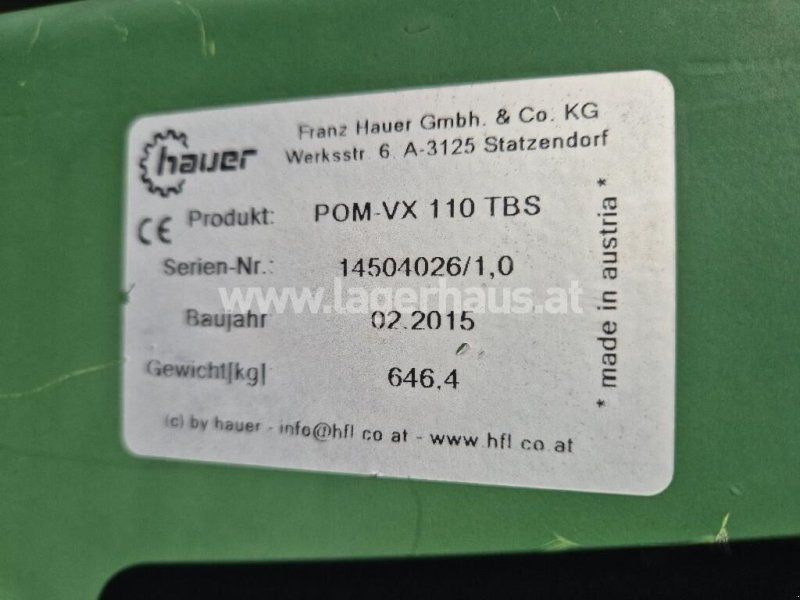 hauer
Franz Hauer Gmbh. & Co. KG
Werksstr. 6, A-3125 Statzendorf
CE
Produkt: POM-VX 110 TBS
Serien-Nr.: 14504026/1,0
www.lagerhaus.at
Baujahr 02.2015
Gewicht[kg] 646,4
(c) by hauer - info@hfl.co.at - www.hfl.co.at
* made in austria *